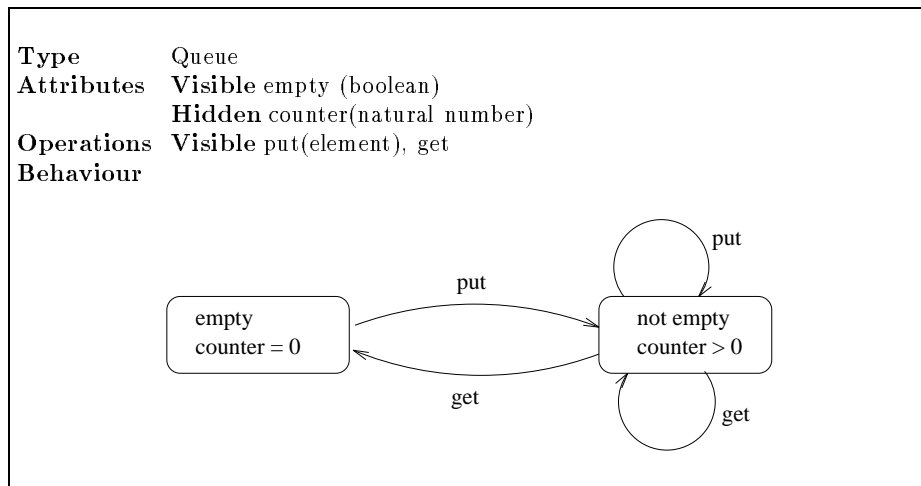 Type Queue
Attributes Visible empty (boolean)
Hidden counter(natural number)
Operations Visible put(element), get
Behaviour
put
put
empty
counter = 0
not empty
counter > 0
get
get